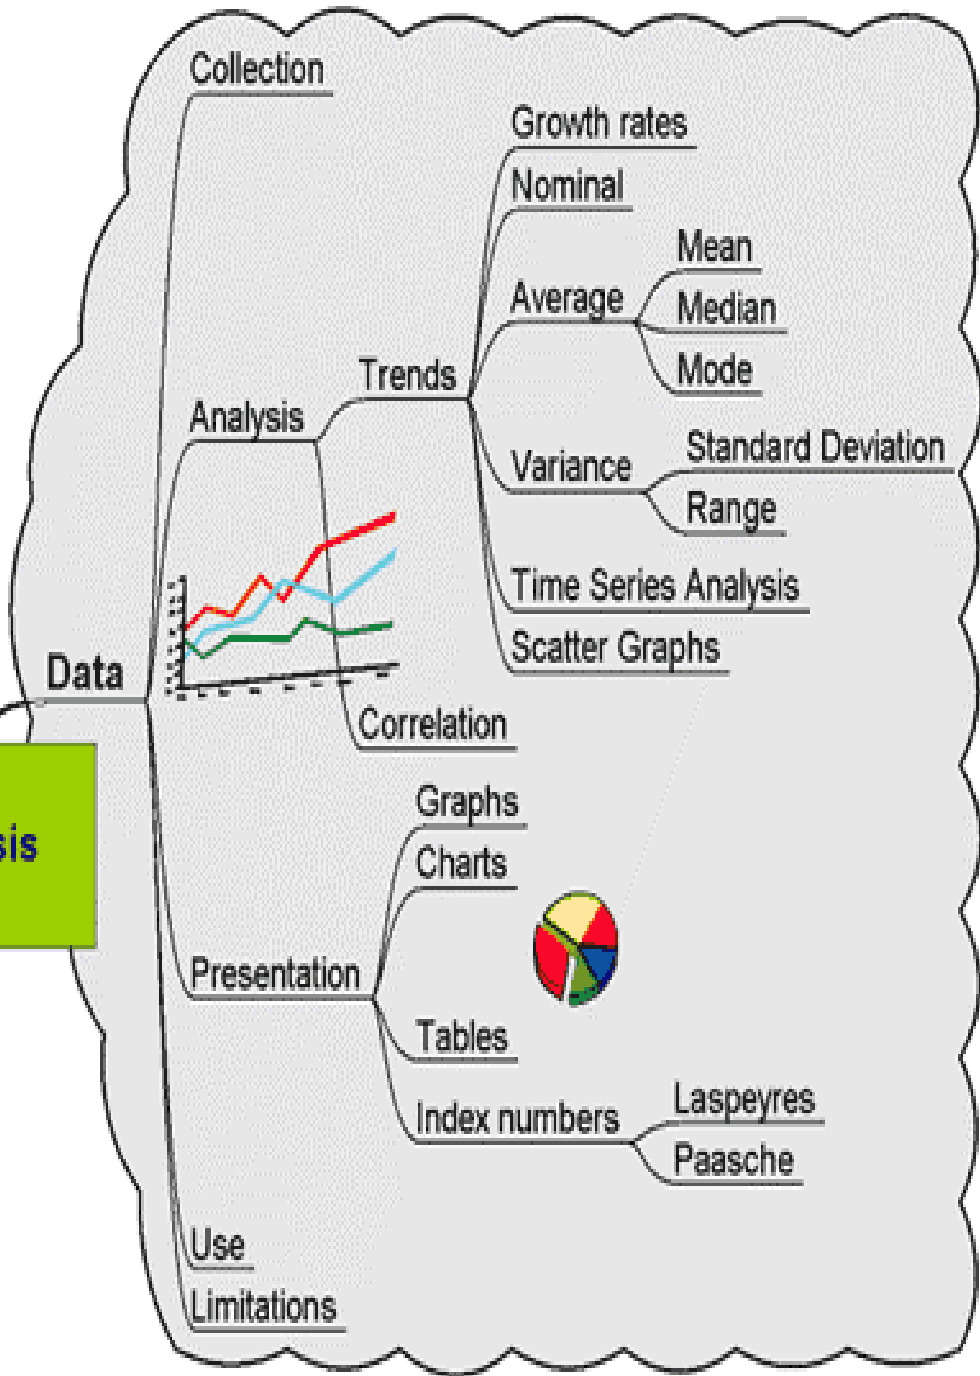 Collection
Growth rates
Nominal
Mean
Average
Median
Mode
Trends
Analysis
Standard Deviation
Variance
Range
Time Series Analysis
Scatter Graphs
Data
Correlation
Graphs
Charts
sis
Presentation
Tables
Index numbers
Laspeyres
Paasche
Use
Limitations